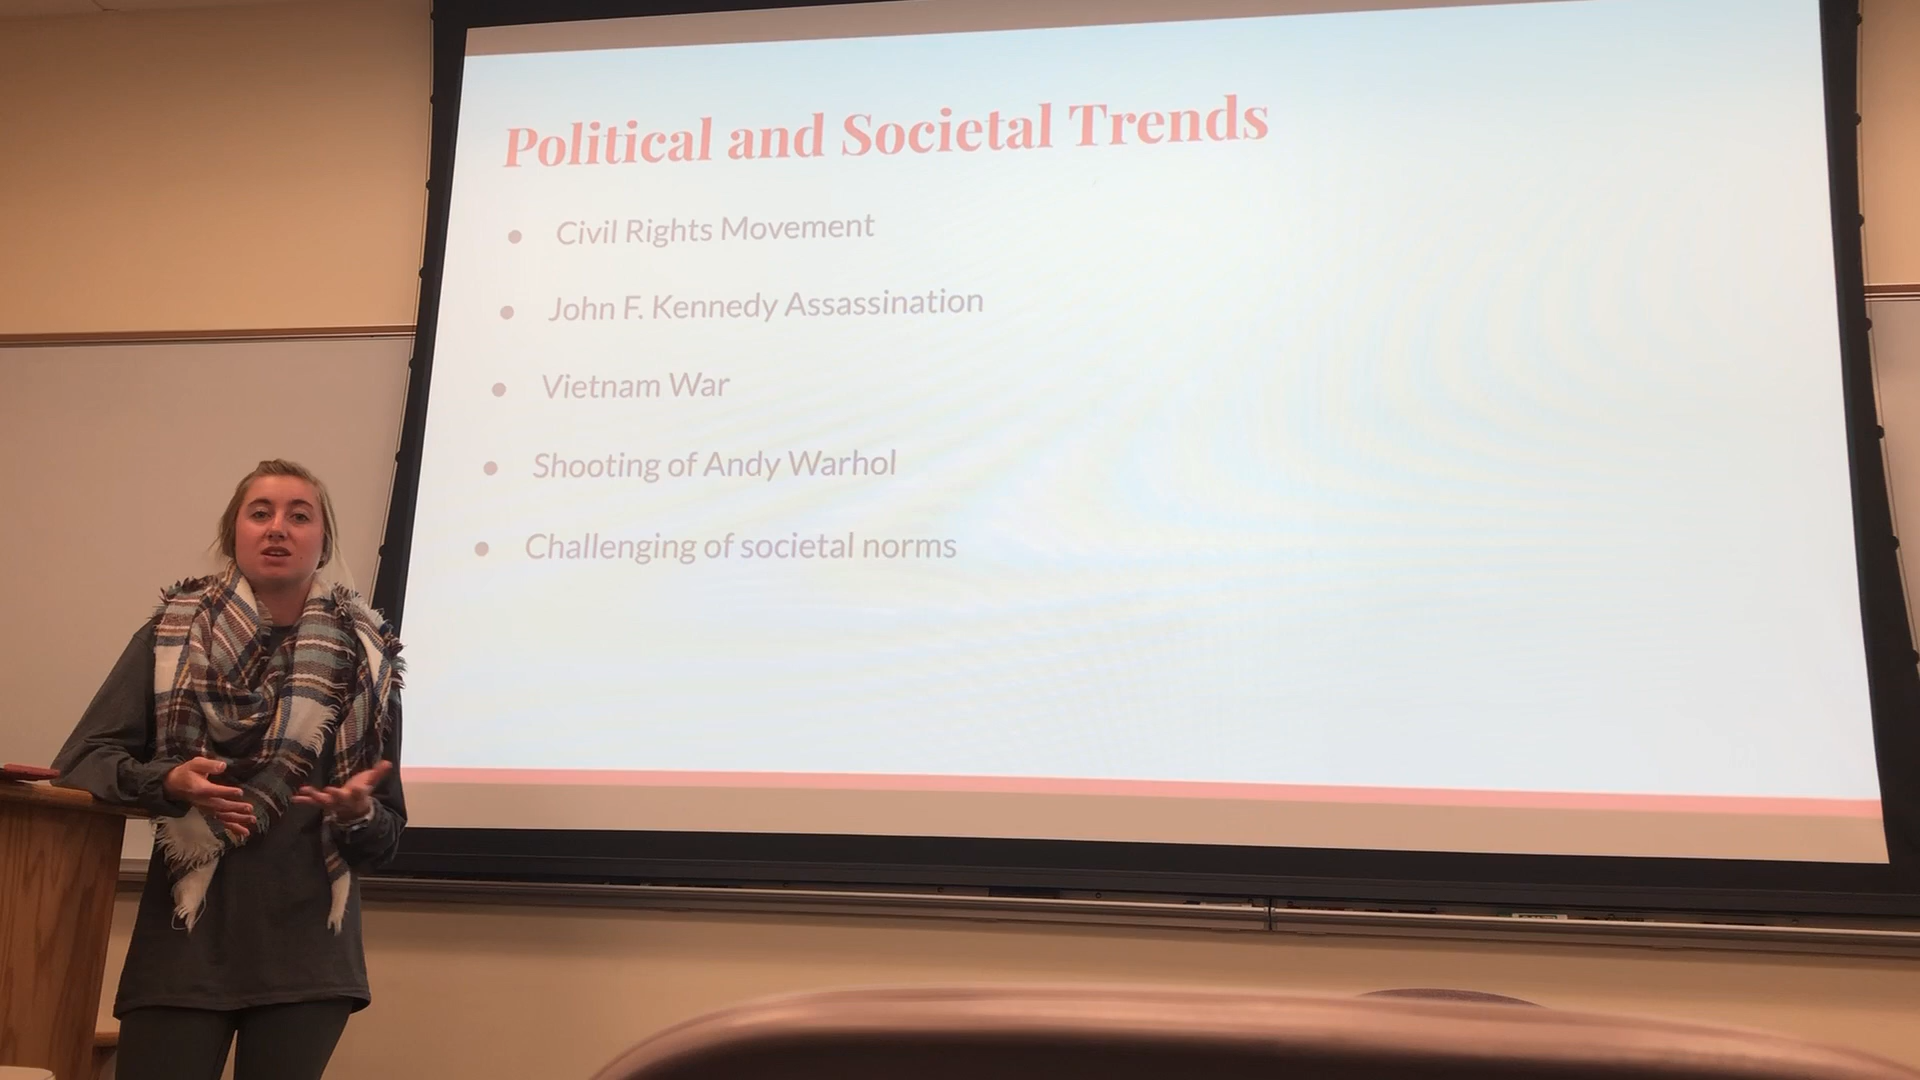 Political and Societal Trends
● Civil Rights Movement
● John F. Kennedy Assassination
● Vietnam War
● Shooting of Andy Warhol
● Challenging of societal norms